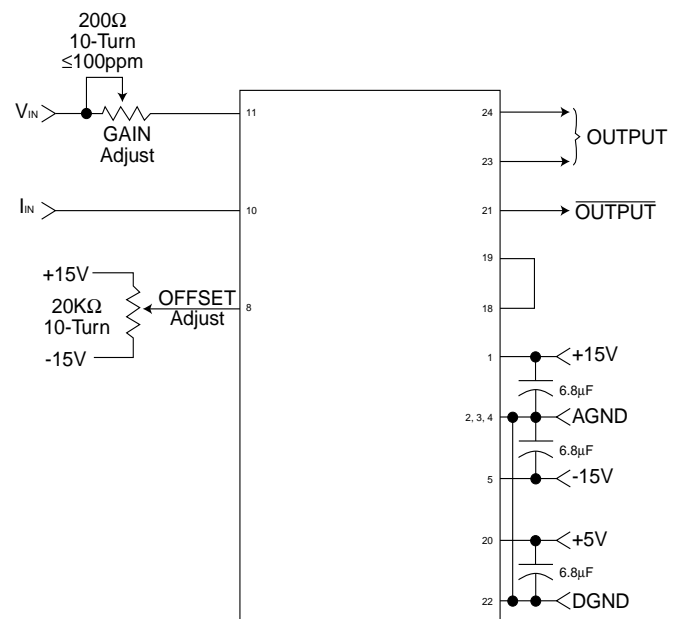 200Ω
10-Turn
≤100ppm
VIN
GAIN
Adjust
11
IIN
10
+15V
20KΩ
10-Turn
-15V
OFFSET
Adjust
8
24
OUTPUT
23
21
OUTPUT
19
18
1
+15V
6.8µF
2, 3, 4
AGND
6.8µF
5
-15V
20
+5V
6.8µF
22
DGND